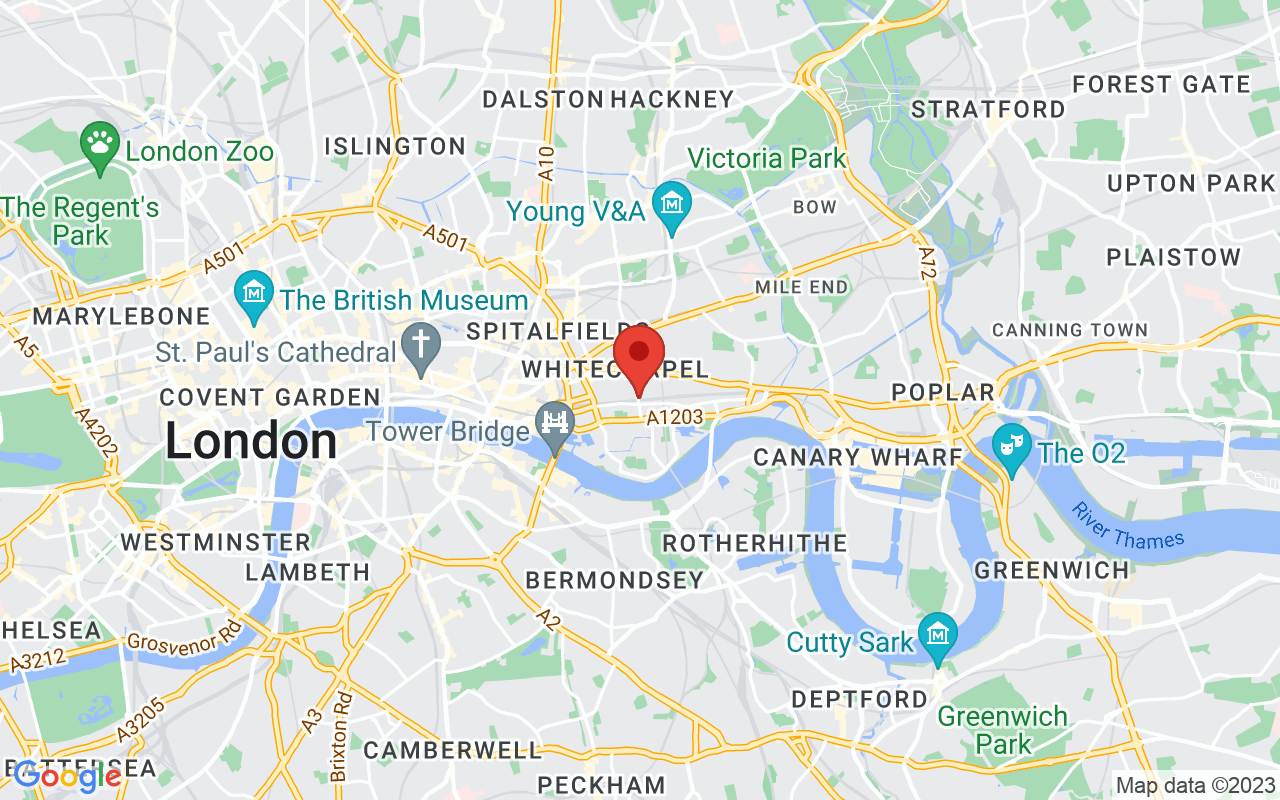 FOREST GATE
DALSTON
HACKNEY
STRATFORD
ISLINGTON
London Zoo
Victoria Park
UPTON PARK
A10
The Regent's
Park
Young V&A
BOW
A501
A501
A72
PLAISTOW
MILE END
The British Museum
MARYLEBONE
SPITALFIELDS
CANNING TOWN
A5
St. Paul's Cathedral
WHITECHAPEL
POPLAR
COVENT GARDEN
A4202
A1203
Tower Bridge
London
CANARY WHARF
The O2
River Thames
WESTMINSTER
ROTHERHITHE
LAMBETH
BERMONDSEY
GREENWICH
A2
HELSEA
Grosvenor Rd
A3212
Cutty Sark
DEPTFORD
A3205
A3
Brixton Rd
Greenwich
Park
CAMBERWELL
BATTERSEA
Google
PECKHAM
Map data ©2023